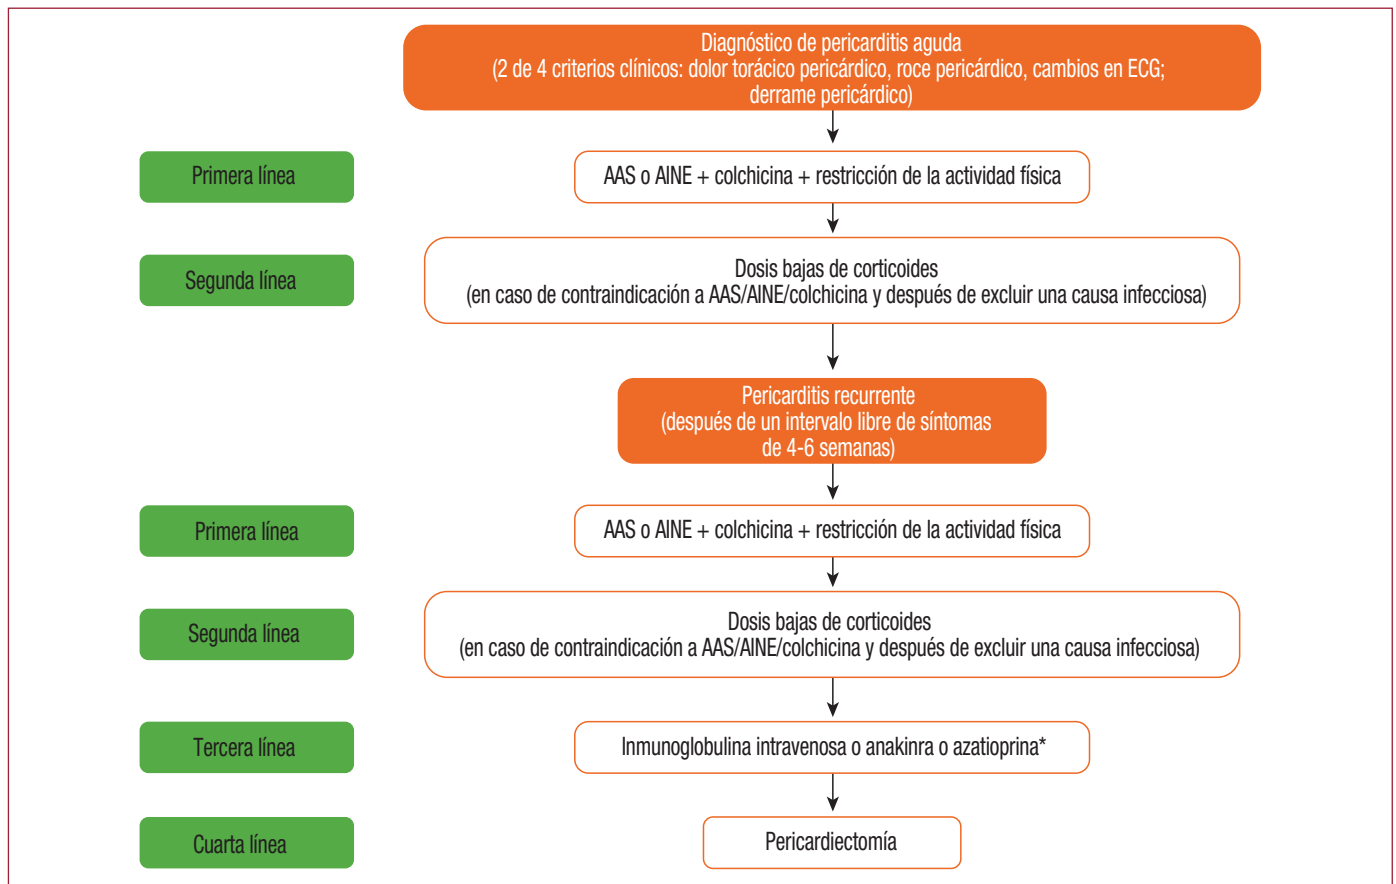 Diagnóstico de pericarditis aguda
(2 de 4 criterios clínicos: dolor torácico pericárdico, roce pericárdico, cambios en ECG;
derrame pericárdico)
Primera línea
AAS o AINE + colchicina + restricción de la actividad física
Segunda línea
Dosis bajas de corticoides
(en caso de contraindicación a AAS/AINE/colchicina y después de excluir una causa infecciosa)
Pericarditis recurrente
(después de un intervalo libre de síntomas
de 4-6 semanas)
Primera línea
AAS o AINE + colchicina + restricción de la actividad física
Segunda línea
Dosis bajas de corticoides
(en caso de contraindicación a AAS/AINE/colchicina y después de excluir una causa infecciosa)
Tercera línea
Inmunoglobulina intravenosa o anakinra o azatioprina*
Cuarta línea
Pericardiectomía